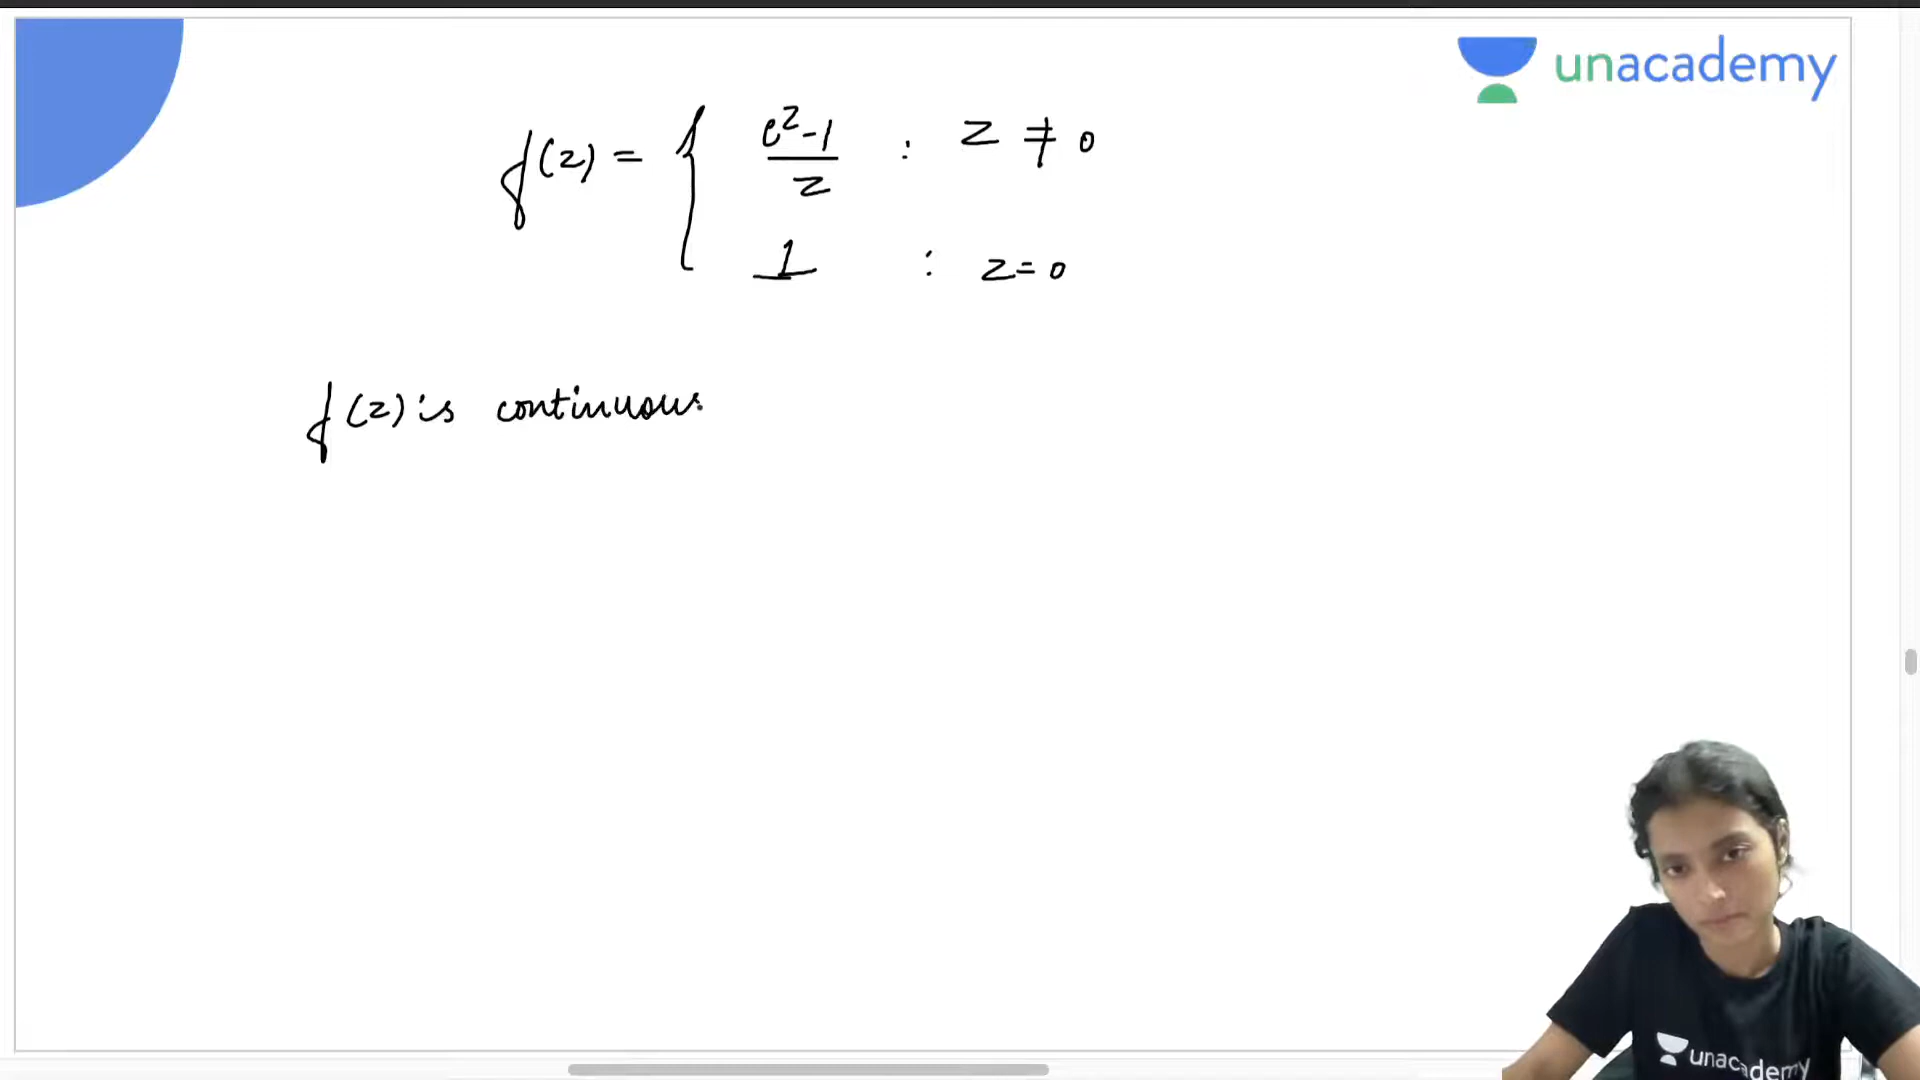 unacademy
f(z) = { e^z-1 / z : z ≠ 0
1 : z = 0
f(z) is continuous
unacademy